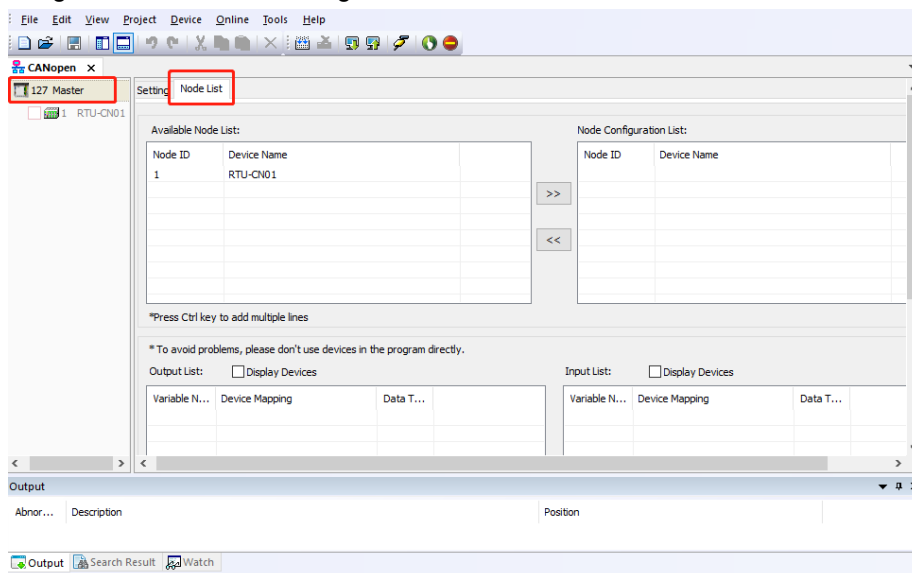 File Edit View Project Device Online Tools Help
CANopen
127 Master
1 RTU-CN01
Setting Node List
Available Node List:
Node Configuration List:
Node ID Device Name
1 RTU-CN01
Node ID Device Name
>>
<<
*Press Ctrl key to add multiple lines
* To avoid problems, please don't use devices in the program directly.
Output List: Display Devices
Input List: Display Devices
Variable N... Device Mapping Data T...
Variable N... Device Mapping Data T...
Output
Abnor... Description Position
Output Search Result Watch